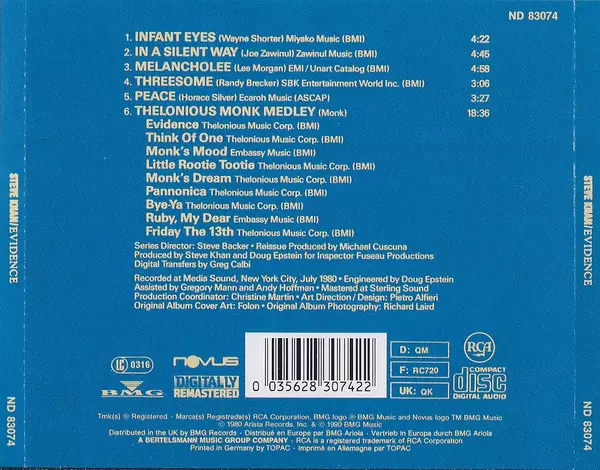 ND 83074
1. INFANT EYES (Wayne Shorter) Miyako Music (BMI) 4:22
2. IN A SILENT WAY (Joe Zawinul) Zawinul Music (BMI) 4:45
3. MELANCHOLEE (Lee Morgan) EMI / Unart Catalog (BMI) 4:58
4. THREESOME (Randy Brecker) SBK Entertainment World Inc. (BMI) 3:06
5. PEACE (Horace Silver) Ecaroh Music (ASCAP) 3:27
6. THELONIOUS MONK MEDLEY (Monk) 18:36
Evidence Thelonious Music Corp. (BMI)
Think Of One Thelonious Music Corp. (BMI)
Monk's Mood Embassy Music (BMI)
Little Rootie Tootie Thelonious Music Corp. (BMI)
Monk's Dream Thelonious Music Corp. (BMI)
Pannonica Thelonious Music Corp. (BMI)
Bye-Ya Thelonious Music Corp. (BMI)
Ruby, My Dear Embassy Music (BMI)
Friday The 13th Thelonious Music Corp. (BMI)
Series Director: Steve Backer • Reissue Produced by Michael Cuscuna
Produced by Steve Khan and Doug Epstein for Inspector Fuseau Productions
Digital Transfers by Greg Calbi
Recorded at Media Sound, New York City, July 1980 • Engineered by Doug Epstein
Assisted by Gregory Mann and Andy Hoffman • Mastered at Sterling Sound
Production Coordinator: Christine Martin • Art Direction / Design: Pietro Alfieri
Original Album Cover Art: Folon • Original Album Photography: Richard Laird
LC 0316
novus
BMG
DIGITALLY
REMASTERED
0 035628 307422
D: QM
F: RC720
UK: QK
RCA
COMPACT
disc
DIGITAL AUDIO
Tmk(s) ® Registered. - Marca(s) Registrada(s) RCA Corporation, BMG logo ® BMG Music and Novus logo TM BMG Music
℗ 1980 Arista Records, Inc. © ℗ 1990 BMG Music
Distributed in the UK by BMG Records - Distribué en Europe par BMG Ariola - Vertrieb in Europa durch BMG Ariola
A BERTELSMANN MUSIC GROUP COMPANY - RCA is a registered trademark of RCA Corporation
Printed in Germany by TOPAC - Imprimé en Allemagne par TOPAC
STEVE KHAN/EVIDENCE
ND 83074
STEVE KHAN/EVIDENCE
ND 83074